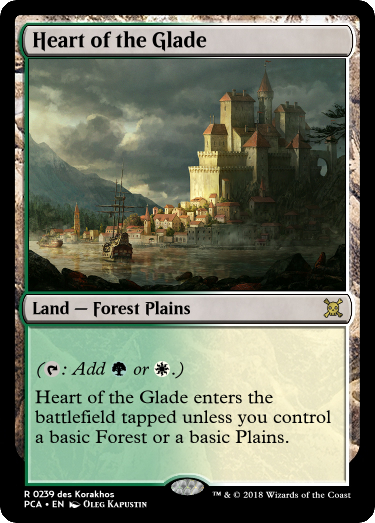 Heart of the Glade
Land — Forest Plains
(: Add or .)
Heart of the Glade enters the
battlefield tapped unless you control
a basic Forest or a basic Plains.
R 0239 des Korakhos
PCA • EN Oleg Kapustin
™ & © 2018 Wizards of the Coast